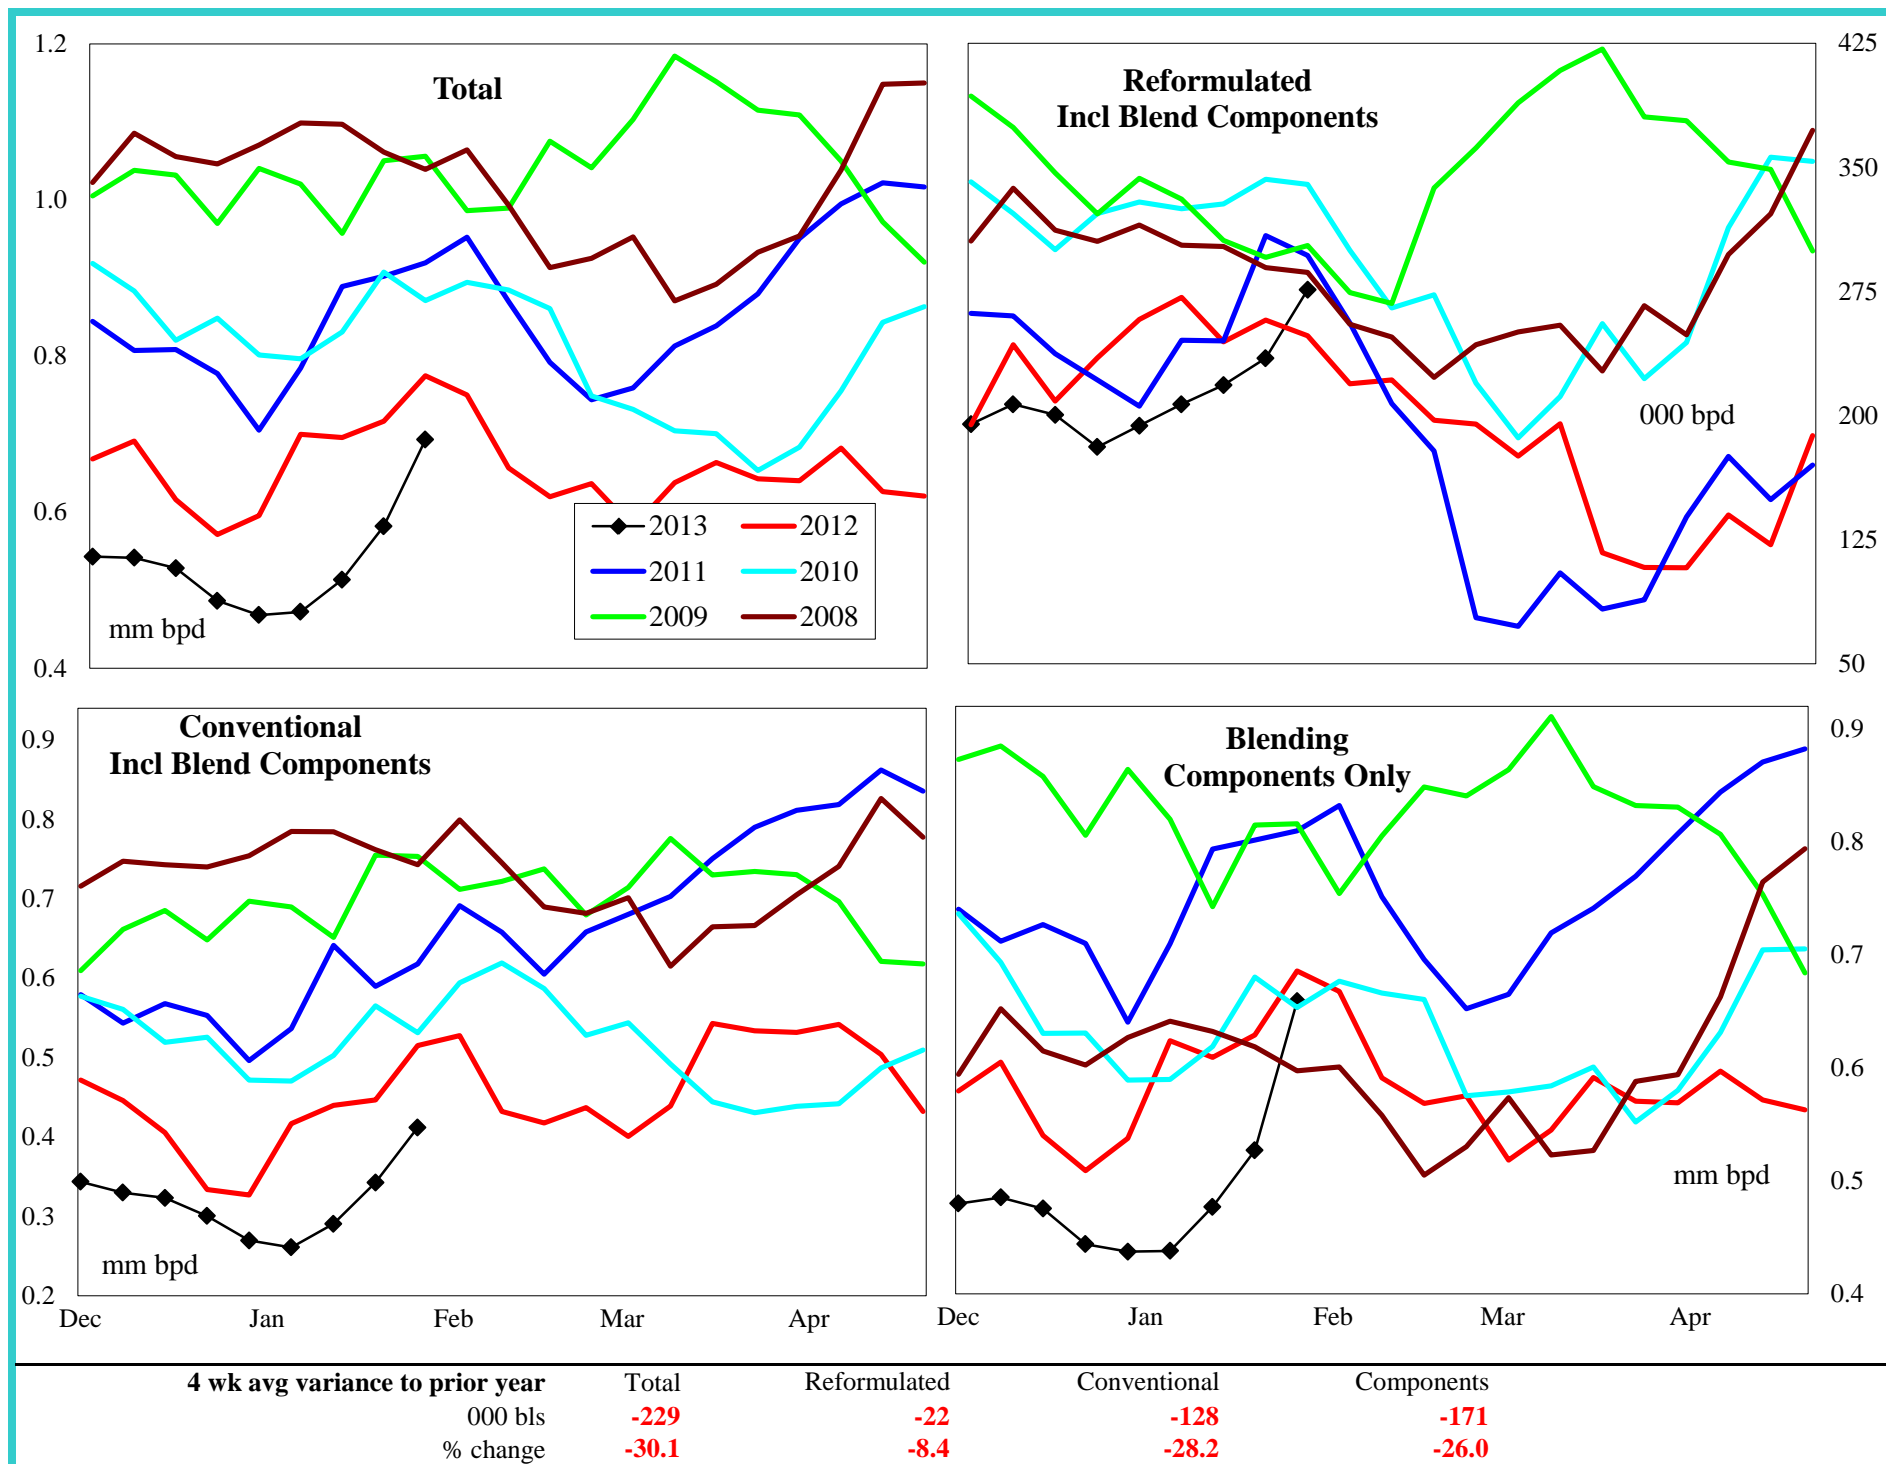 Total
1.2
1.0
0.8
0.6
0.4
mm bpd
2013
2012
2011
2010
2009
2008
Reformulated
Incl Blend Components
425
350
275
200
125
50
000 bpd
Conventional
Incl Blend Components
0.9
0.8
0.7
0.6
0.5
0.4
0.3
0.2
mm bpd
Dec Jan Feb Mar Apr
Blending
Components Only
0.9
0.8
0.7
0.6
0.5
0.4
mm bpd
Dec Jan Feb Mar Apr
4 wk avg variance to prior year Total Reformulated Conventional Components
000 bls -229 -22 -128 -171
% change -30.1 -8.4 -28.2 -26.0